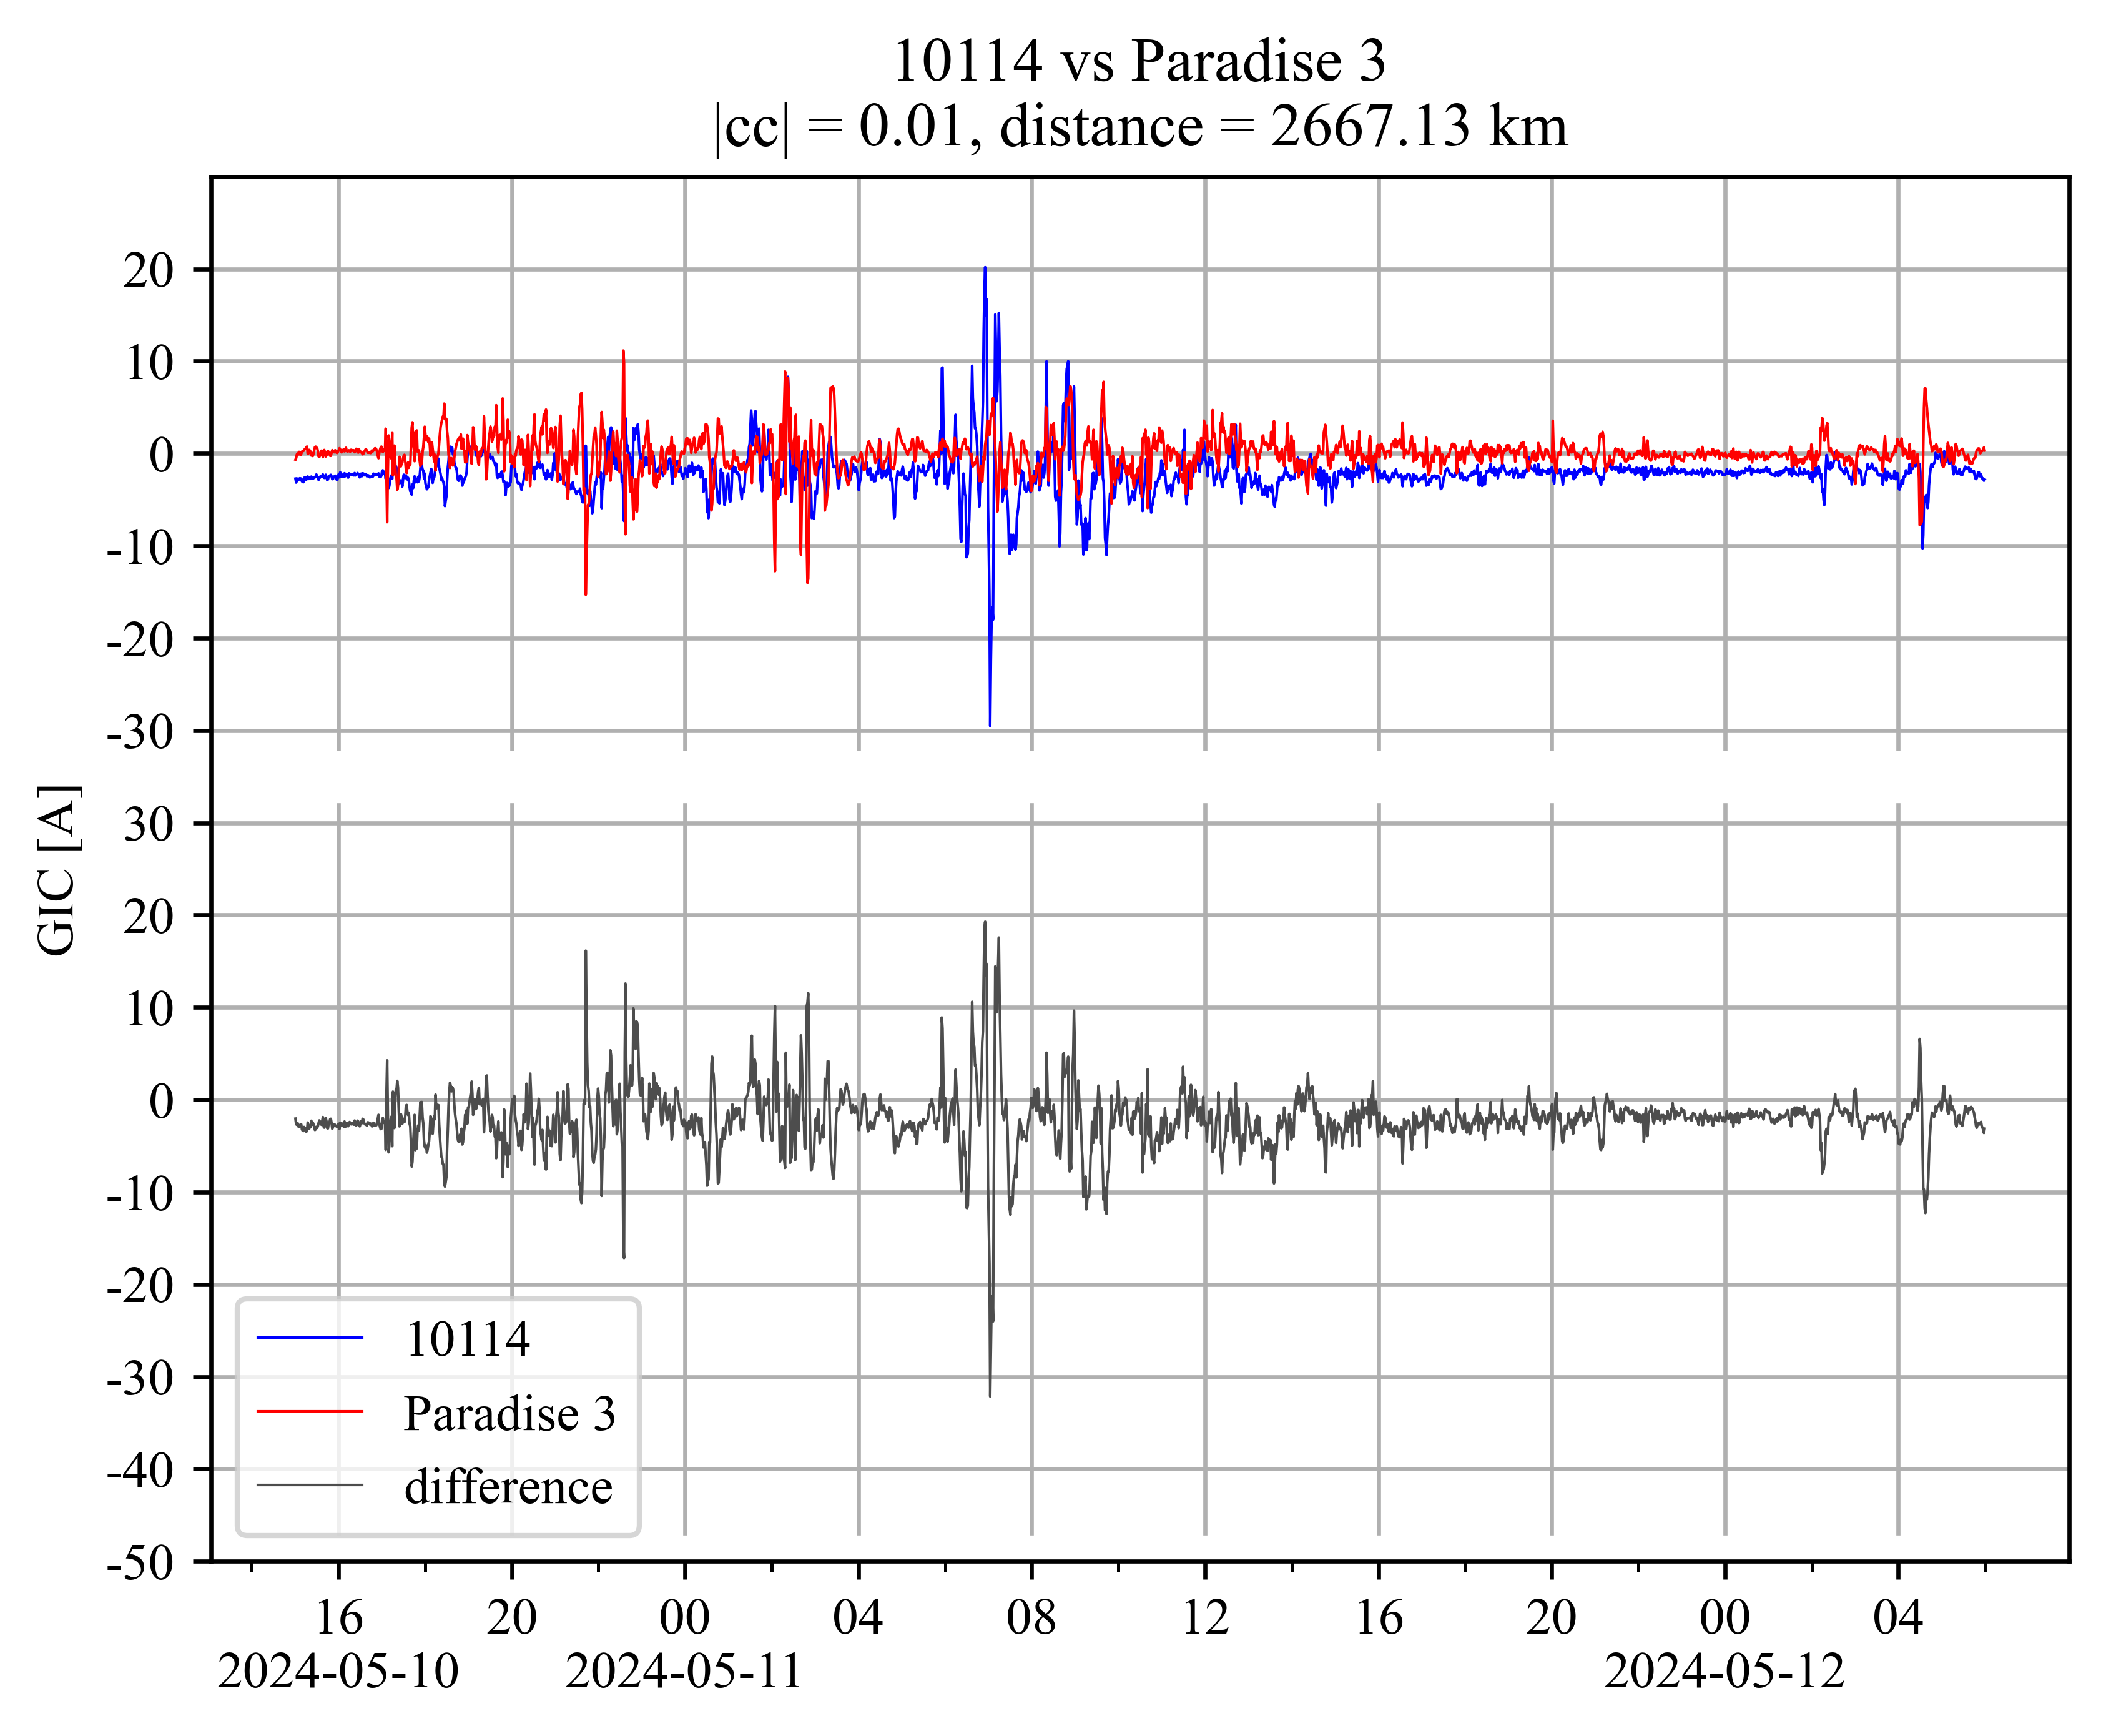 10114 vs Paradise 3
|cc| = 0.01, distance = 2667.13 km
20
10
0
-10
-20
-30
30
20
10
0
-10
-20
-30
-40
-50
GIC [A]
10114
Paradise 3
difference
16 20 00 04 08 12 16 20 00 04
2024-05-10 2024-05-11 2024-05-12